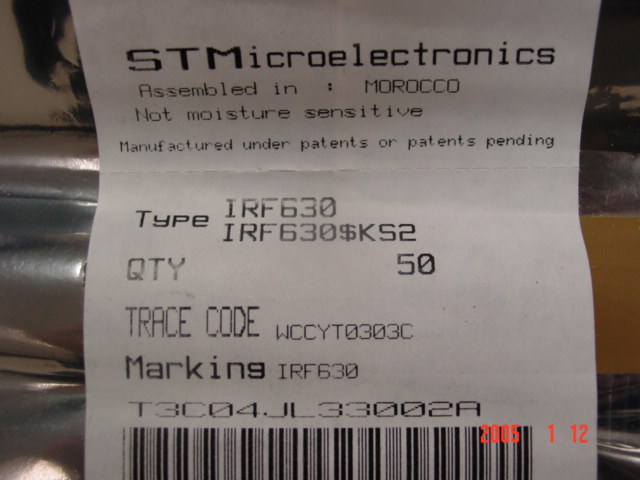 STMicroelectronics
Assembled in : MOROCCO
Not moisture sensitive
Manufactured under patents or patents pending
Type IRF630
IRF630$KS2
QTY 50
TRACE CODE WCCYT0303C
Marking IRF630
T3C04JL33002A
2005 1 12